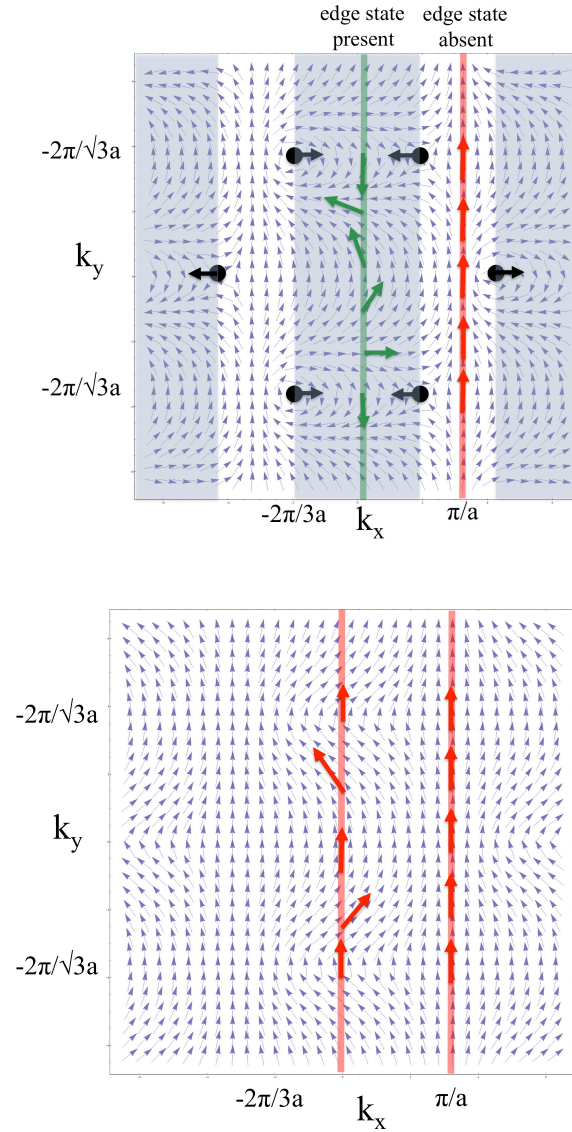 edge state present
edge state absent
-2π/√3a
k_y
-2π/√3a
-2π/3a
k_x
π/a
-2π/√3a
k_y
-2π/√3a
-2π/3a
k_x
π/a